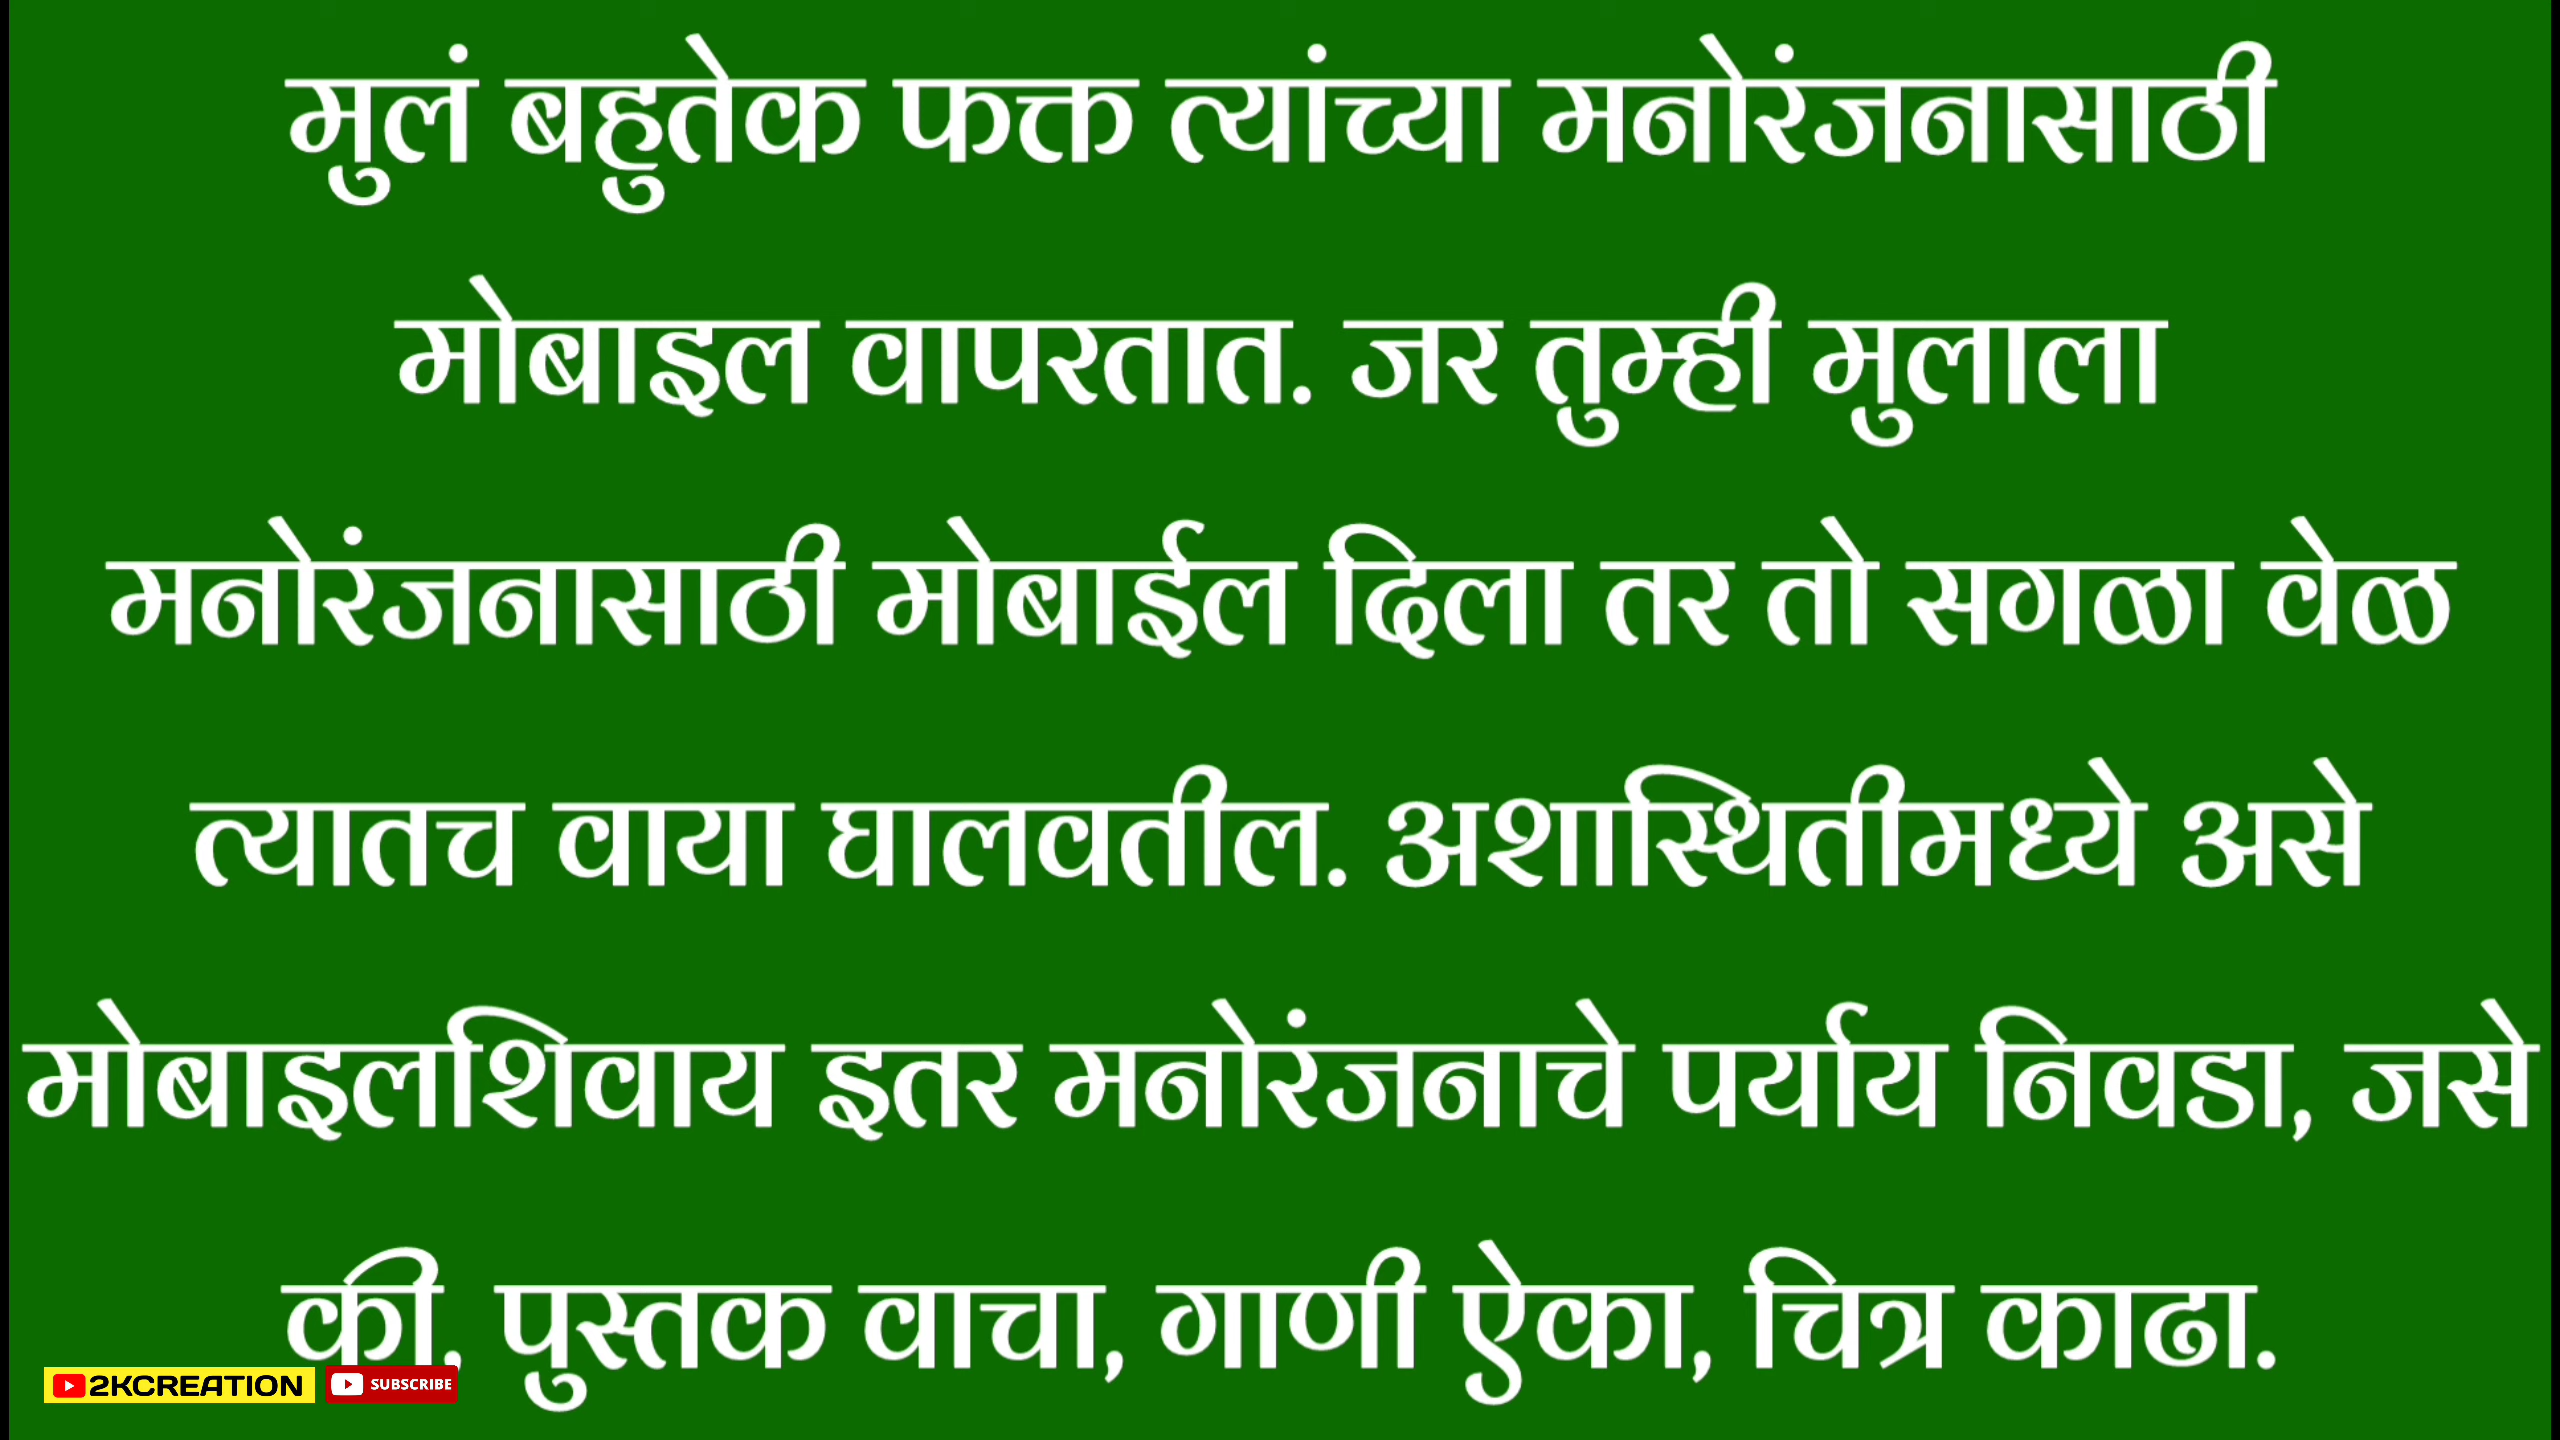 मुलं बहुतेक फक्त त्यांच्या मनोरंजनासाठी
मोबाइल वापरतात. जर तुम्ही मुलाला
मनोरंजनासाठी मोबाईल दिला तर तो सगळा वेळ
त्यातच वाया घालवतील. अशास्थितीमध्ये असे
मोबाइलशिवाय इतर मनोरंजनाचे पर्याय निवडा, जसे
की, पुस्तक वाचा, गाणी ऐका, चित्र काढा.
2KCREATION SUBSCRIBE